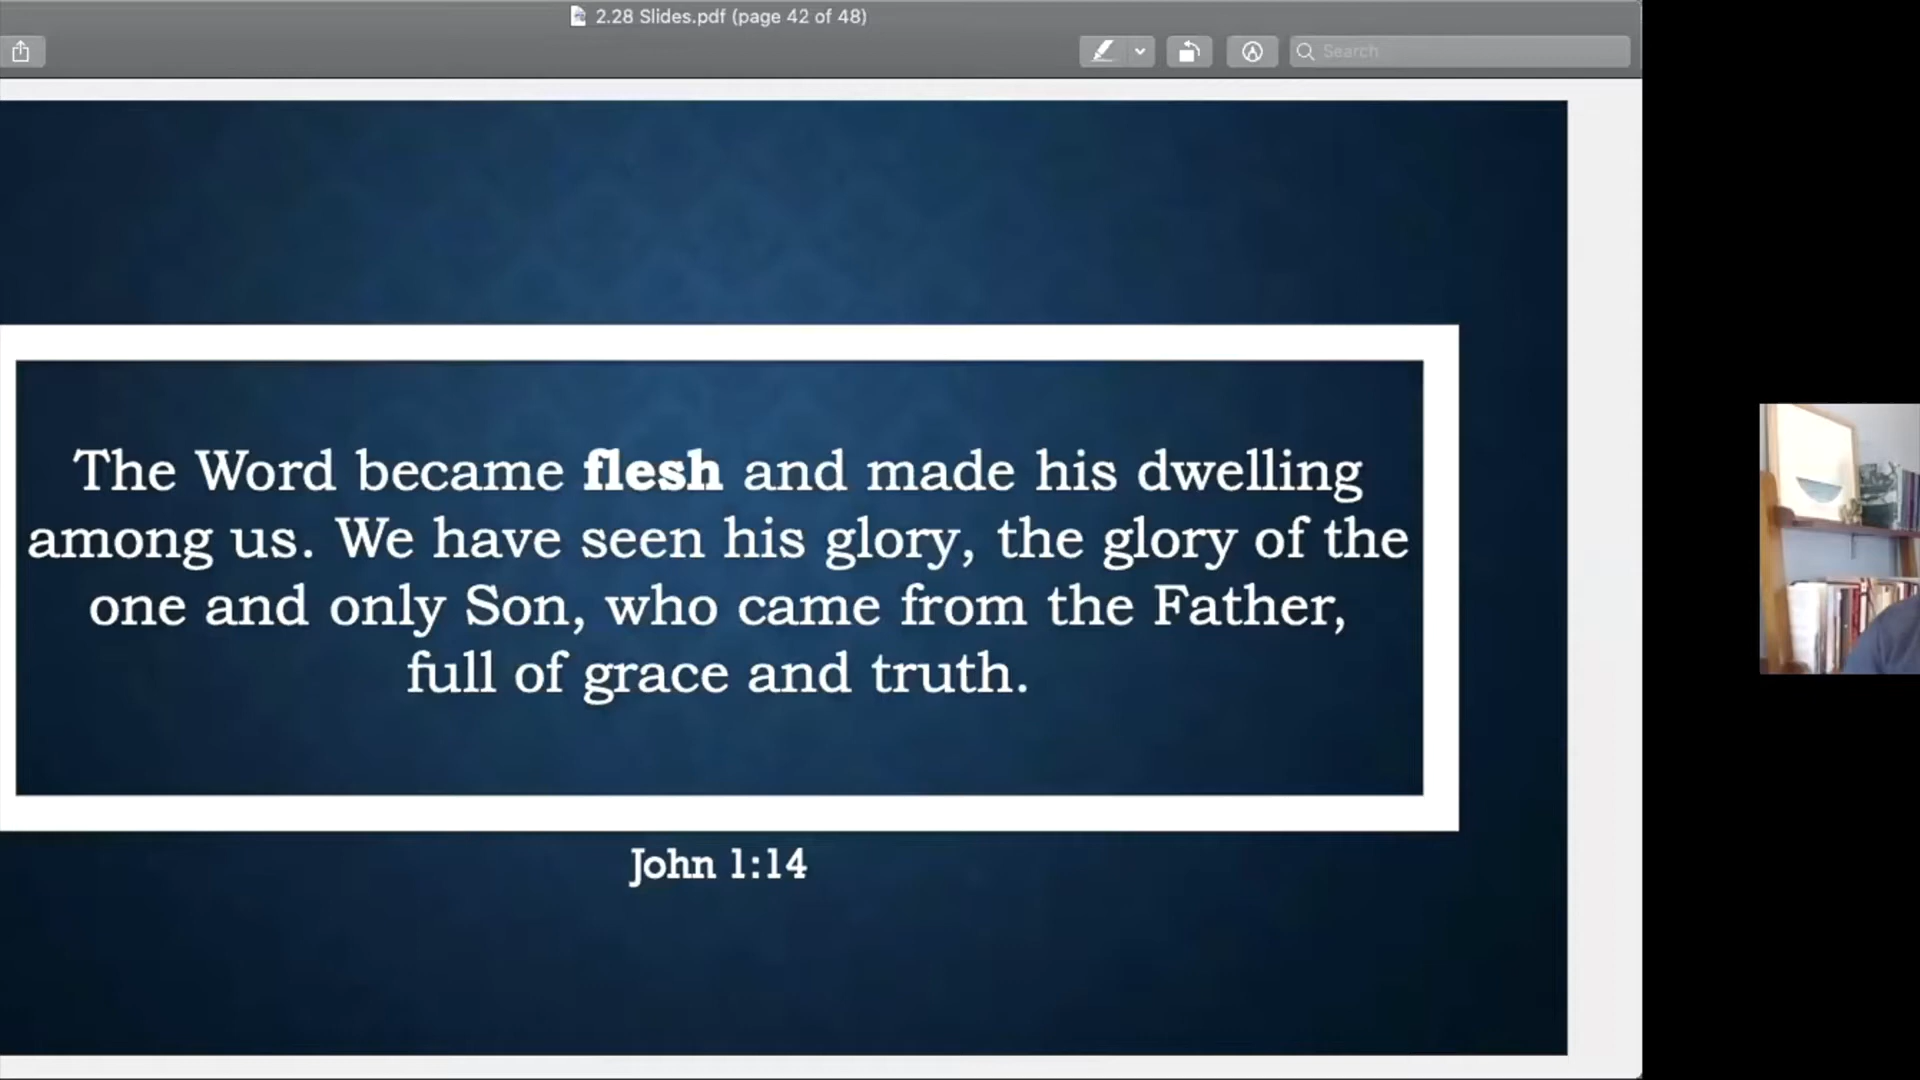 2.28 Slides.pdf (page 42 of 48)
Search
The Word became flesh and made his dwelling
among us. We have seen his glory, the glory of the
one and only Son, who came from the Father,
full of grace and truth.
John 1:14